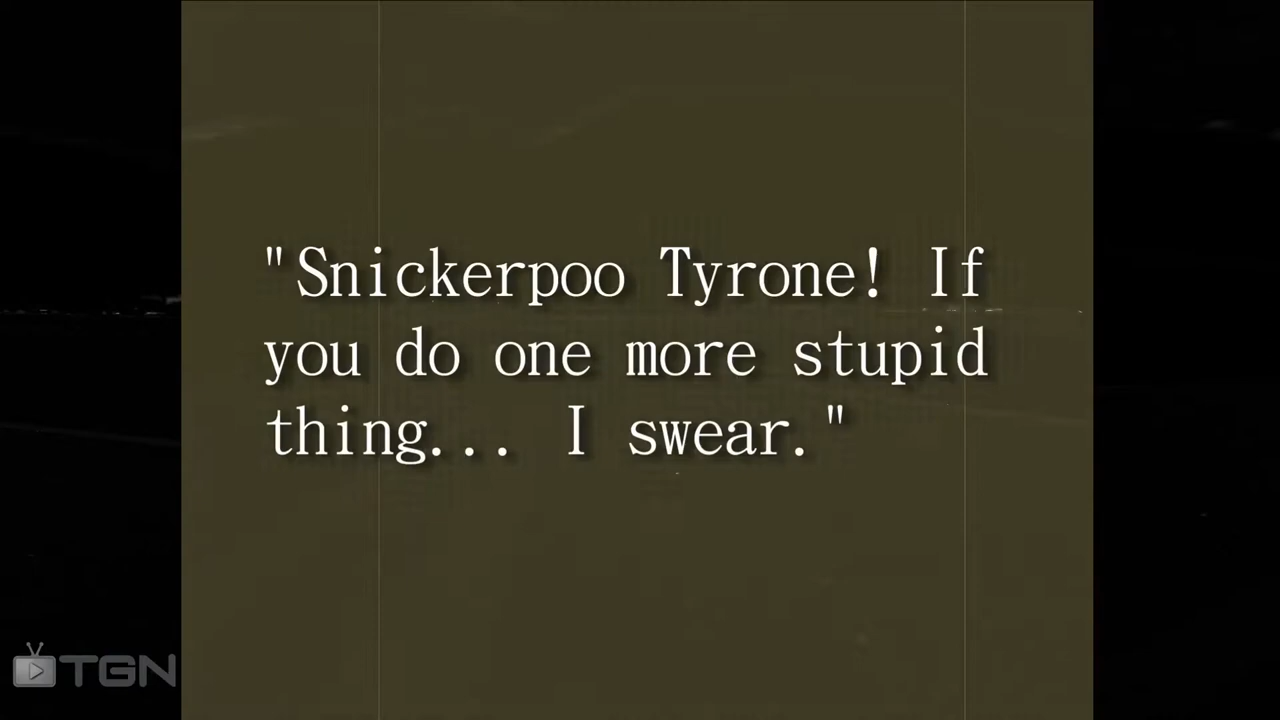 "Snickerpoo Tyrone! If
you do one more stupid
thing... I swear."
TGN